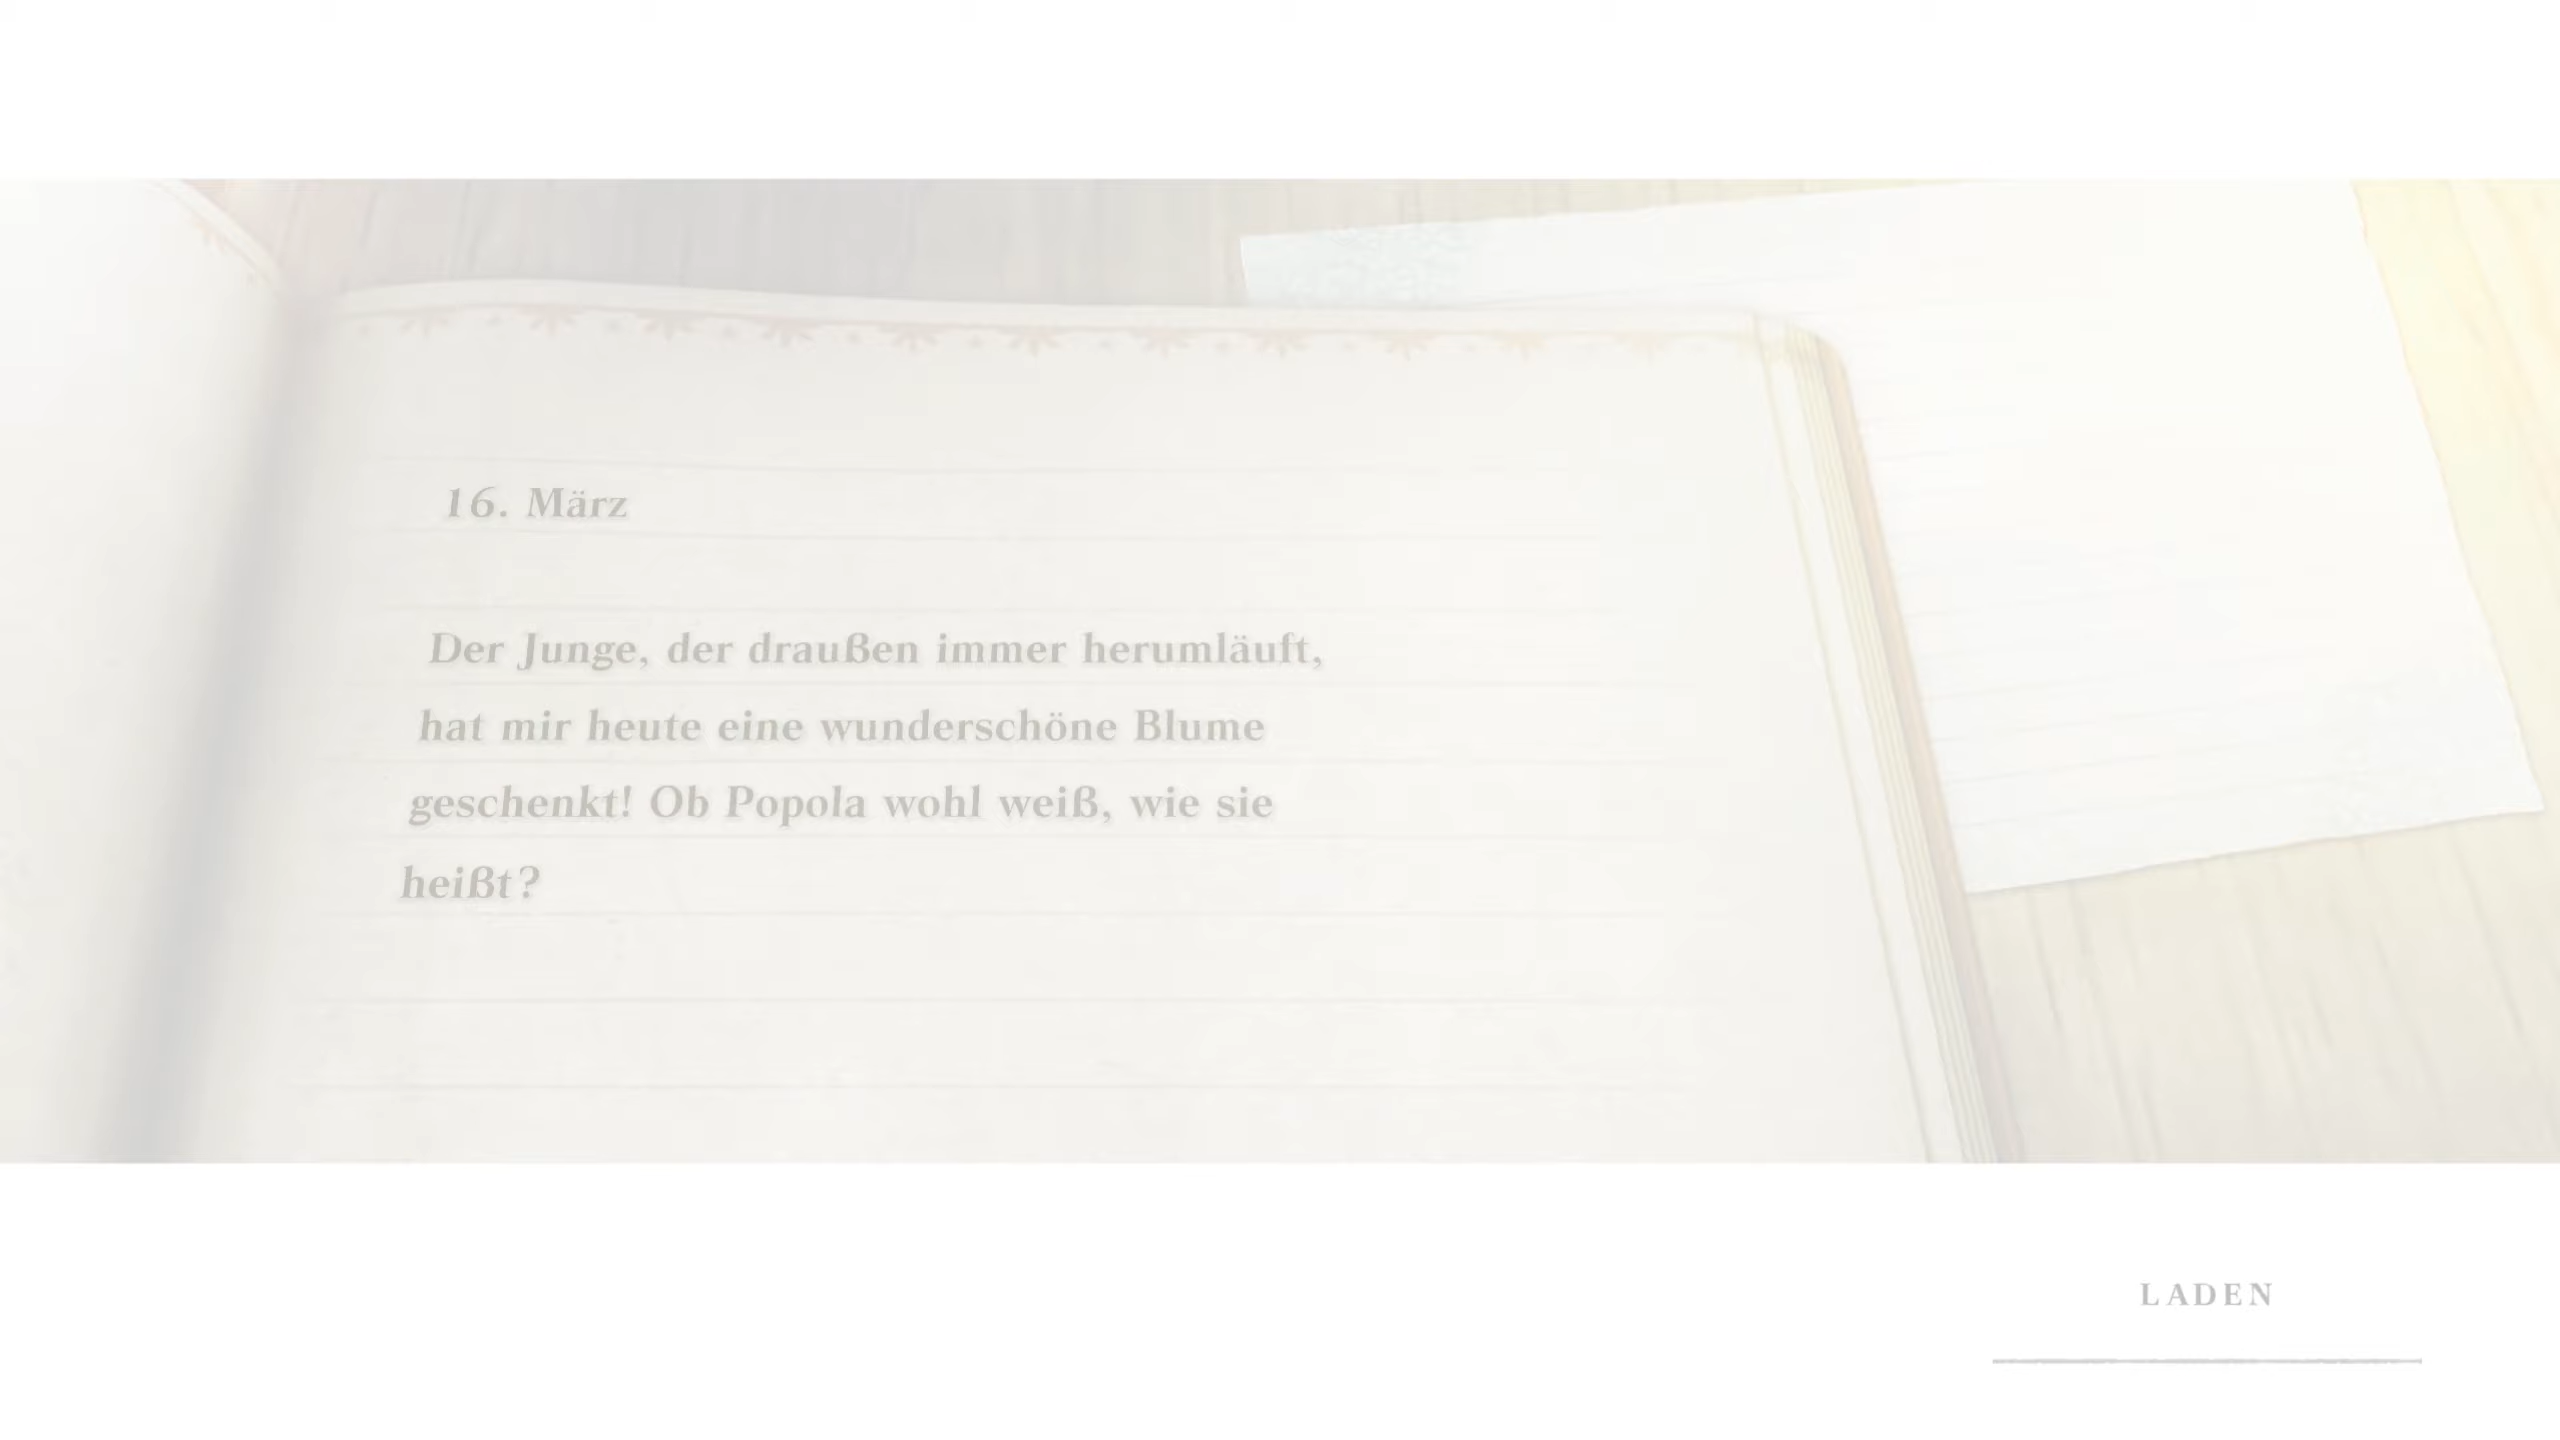 16. März
Der Junge, der draußen immer herumläuft,
hat mir heute eine wunderschöne Blume
geschenkt! Ob Popola wohl weiß, wie sie
heißt?
LADEN